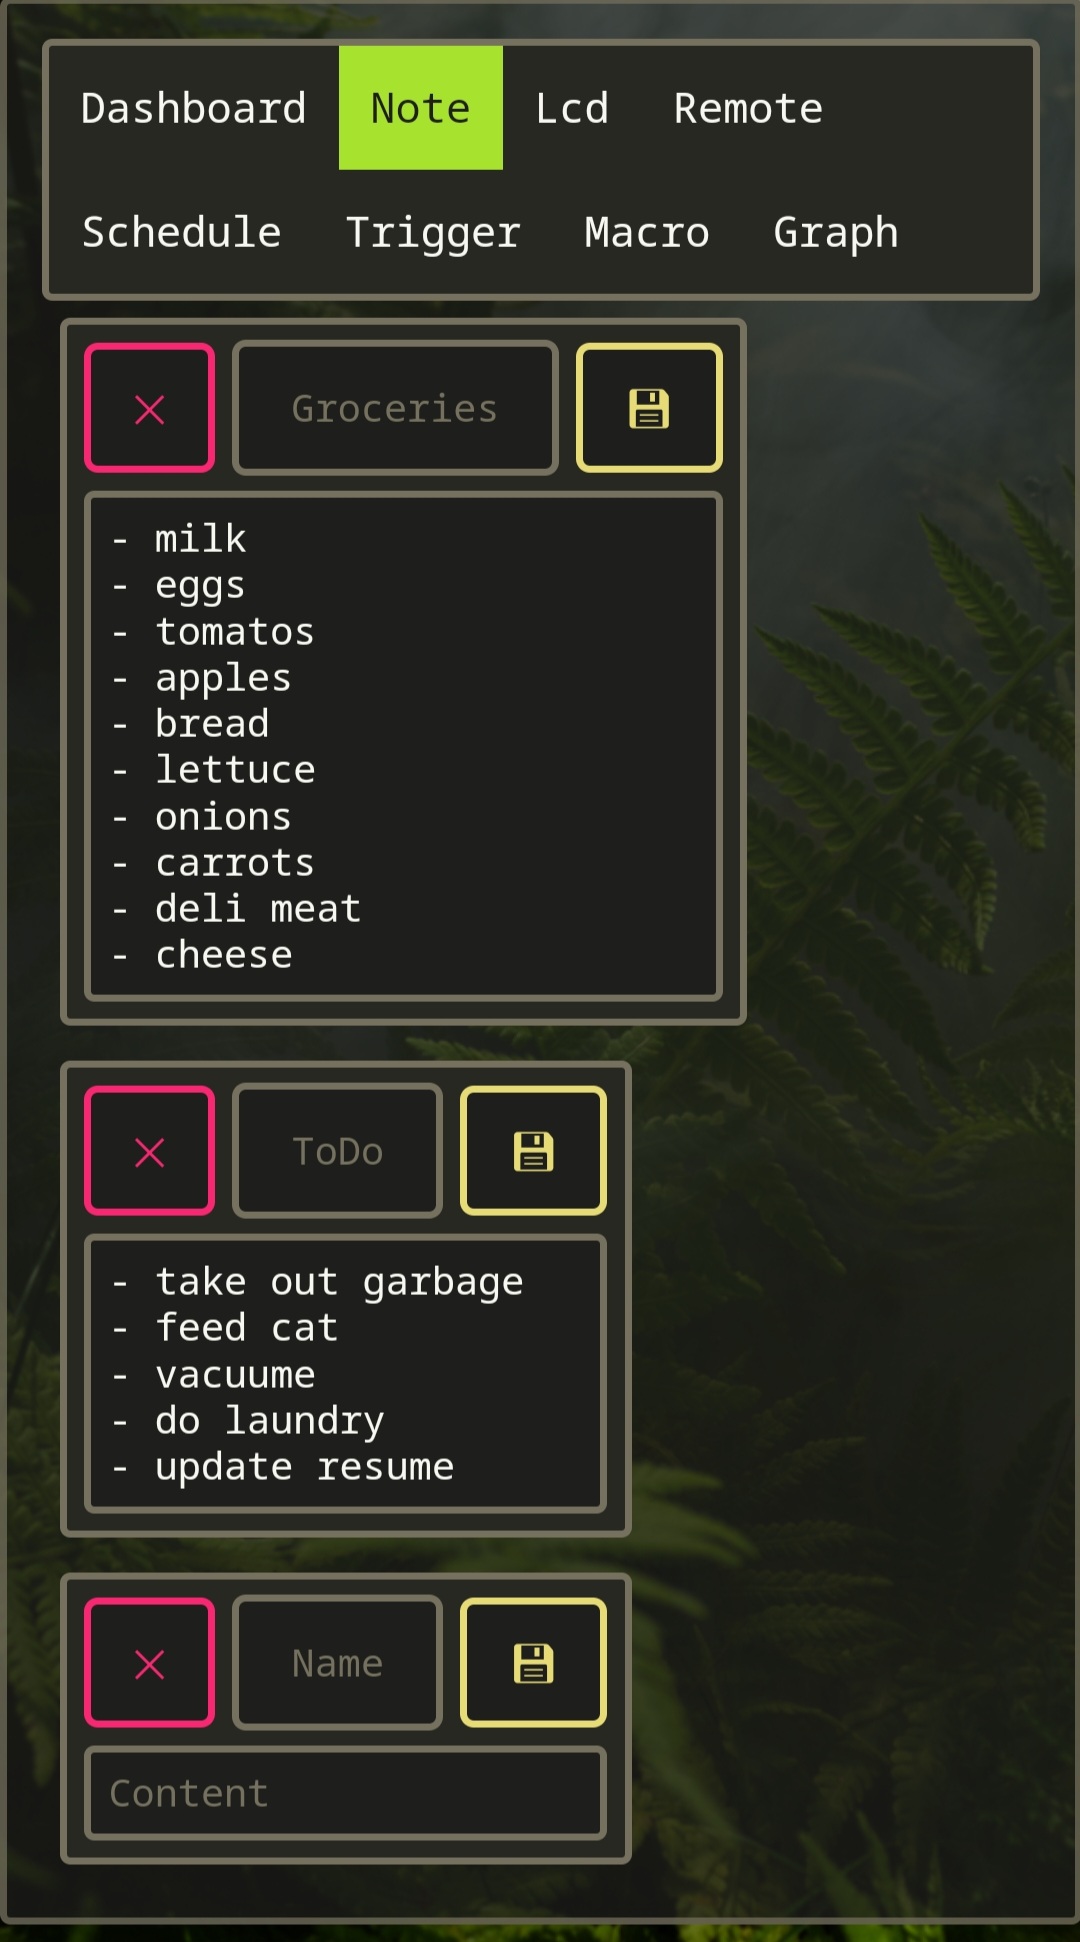 Dashboard Note Lcd Remote
Schedule Trigger Macro Graph
Groceries
- milk
- eggs
- tomatos
- apples
- bread
- lettuce
- onions
- carrots
- deli meat
- cheese
ToDo
- take out garbage
- feed cat
- vacuume
- do laundry
- update resume
Name
Content